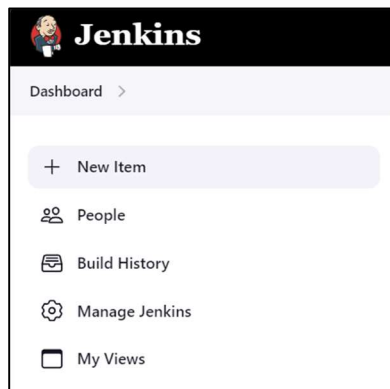 Jenkins
Dashboard >
+ New Item
People
Build History
Manage Jenkins
My Views